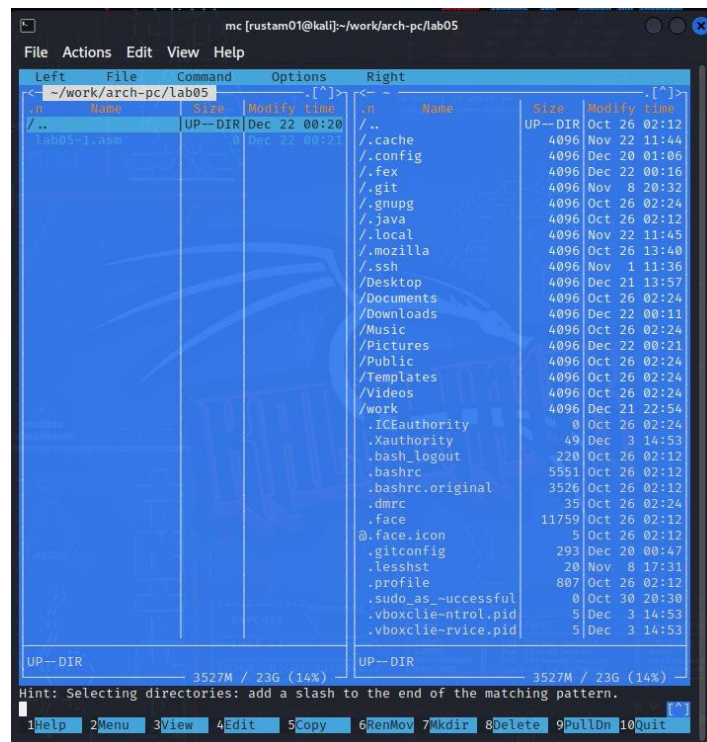 mc [rustam01@kali]:~/work/arch-pc/lab05
File Actions Edit View Help
Left File Command Options Right
<- ~/work/arch-pc/lab05 .[^]>
.n Name Size Modify time
/.. UP--DIR Dec 22 00:20
lab05-1.asm 0 Dec 22 00:21
UP--DIR
3527M / 23G (14%)
<- ~ .[^]>
.n Name Size Modify time
/.. UP--DIR Oct 26 02:12
/.cache 4096 Nov 22 11:44
/.config 4096 Dec 20 01:06
/.fex 4096 Dec 22 00:16
/.git 4096 Nov 8 20:32
/.gnupg 4096 Oct 26 02:24
/.java 4096 Oct 26 02:12
/.local 4096 Nov 22 11:45
/.mozilla 4096 Oct 26 13:40
/.ssh 4096 Nov 1 11:36
/Desktop 4096 Dec 21 13:57
/Documents 4096 Oct 26 02:24
/Downloads 4096 Dec 22 00:11
/Music 4096 Oct 26 02:24
/Pictures 4096 Dec 22 00:21
/Public 4096 Oct 26 02:24
/Templates 4096 Oct 26 02:24
/Videos 4096 Oct 26 02:24
/work 4096 Dec 21 22:54
.ICEauthority 0 Oct 26 02:24
.Xauthority 49 Dec 3 14:53
.bash_logout 220 Oct 26 02:12
.bashrc 5551 Oct 26 02:12
.bashrc.original 3526 Oct 26 02:12
.dmrc 35 Oct 26 02:24
.face 11759 Oct 26 02:12
@.face.icon 5 Oct 26 02:12
.gitconfig 293 Dec 20 00:47
.lesshst 20 Nov 8 17:31
.profile 807 Oct 26 02:12
.sudo_as_~uccessful 0 Oct 30 20:30
.vboxclie~ntrol.pid 5 Dec 3 14:53
.vboxclie~rvice.pid 5 Dec 3 14:53
UP--DIR
3527M / 23G (14%)
Hint: Selecting directories: add a slash to the end of the matching pattern.
[^]
1Help 2Menu 3View 4Edit 5Copy 6RenMov 7Mkdir 8Delete 9PullDn 10Quit